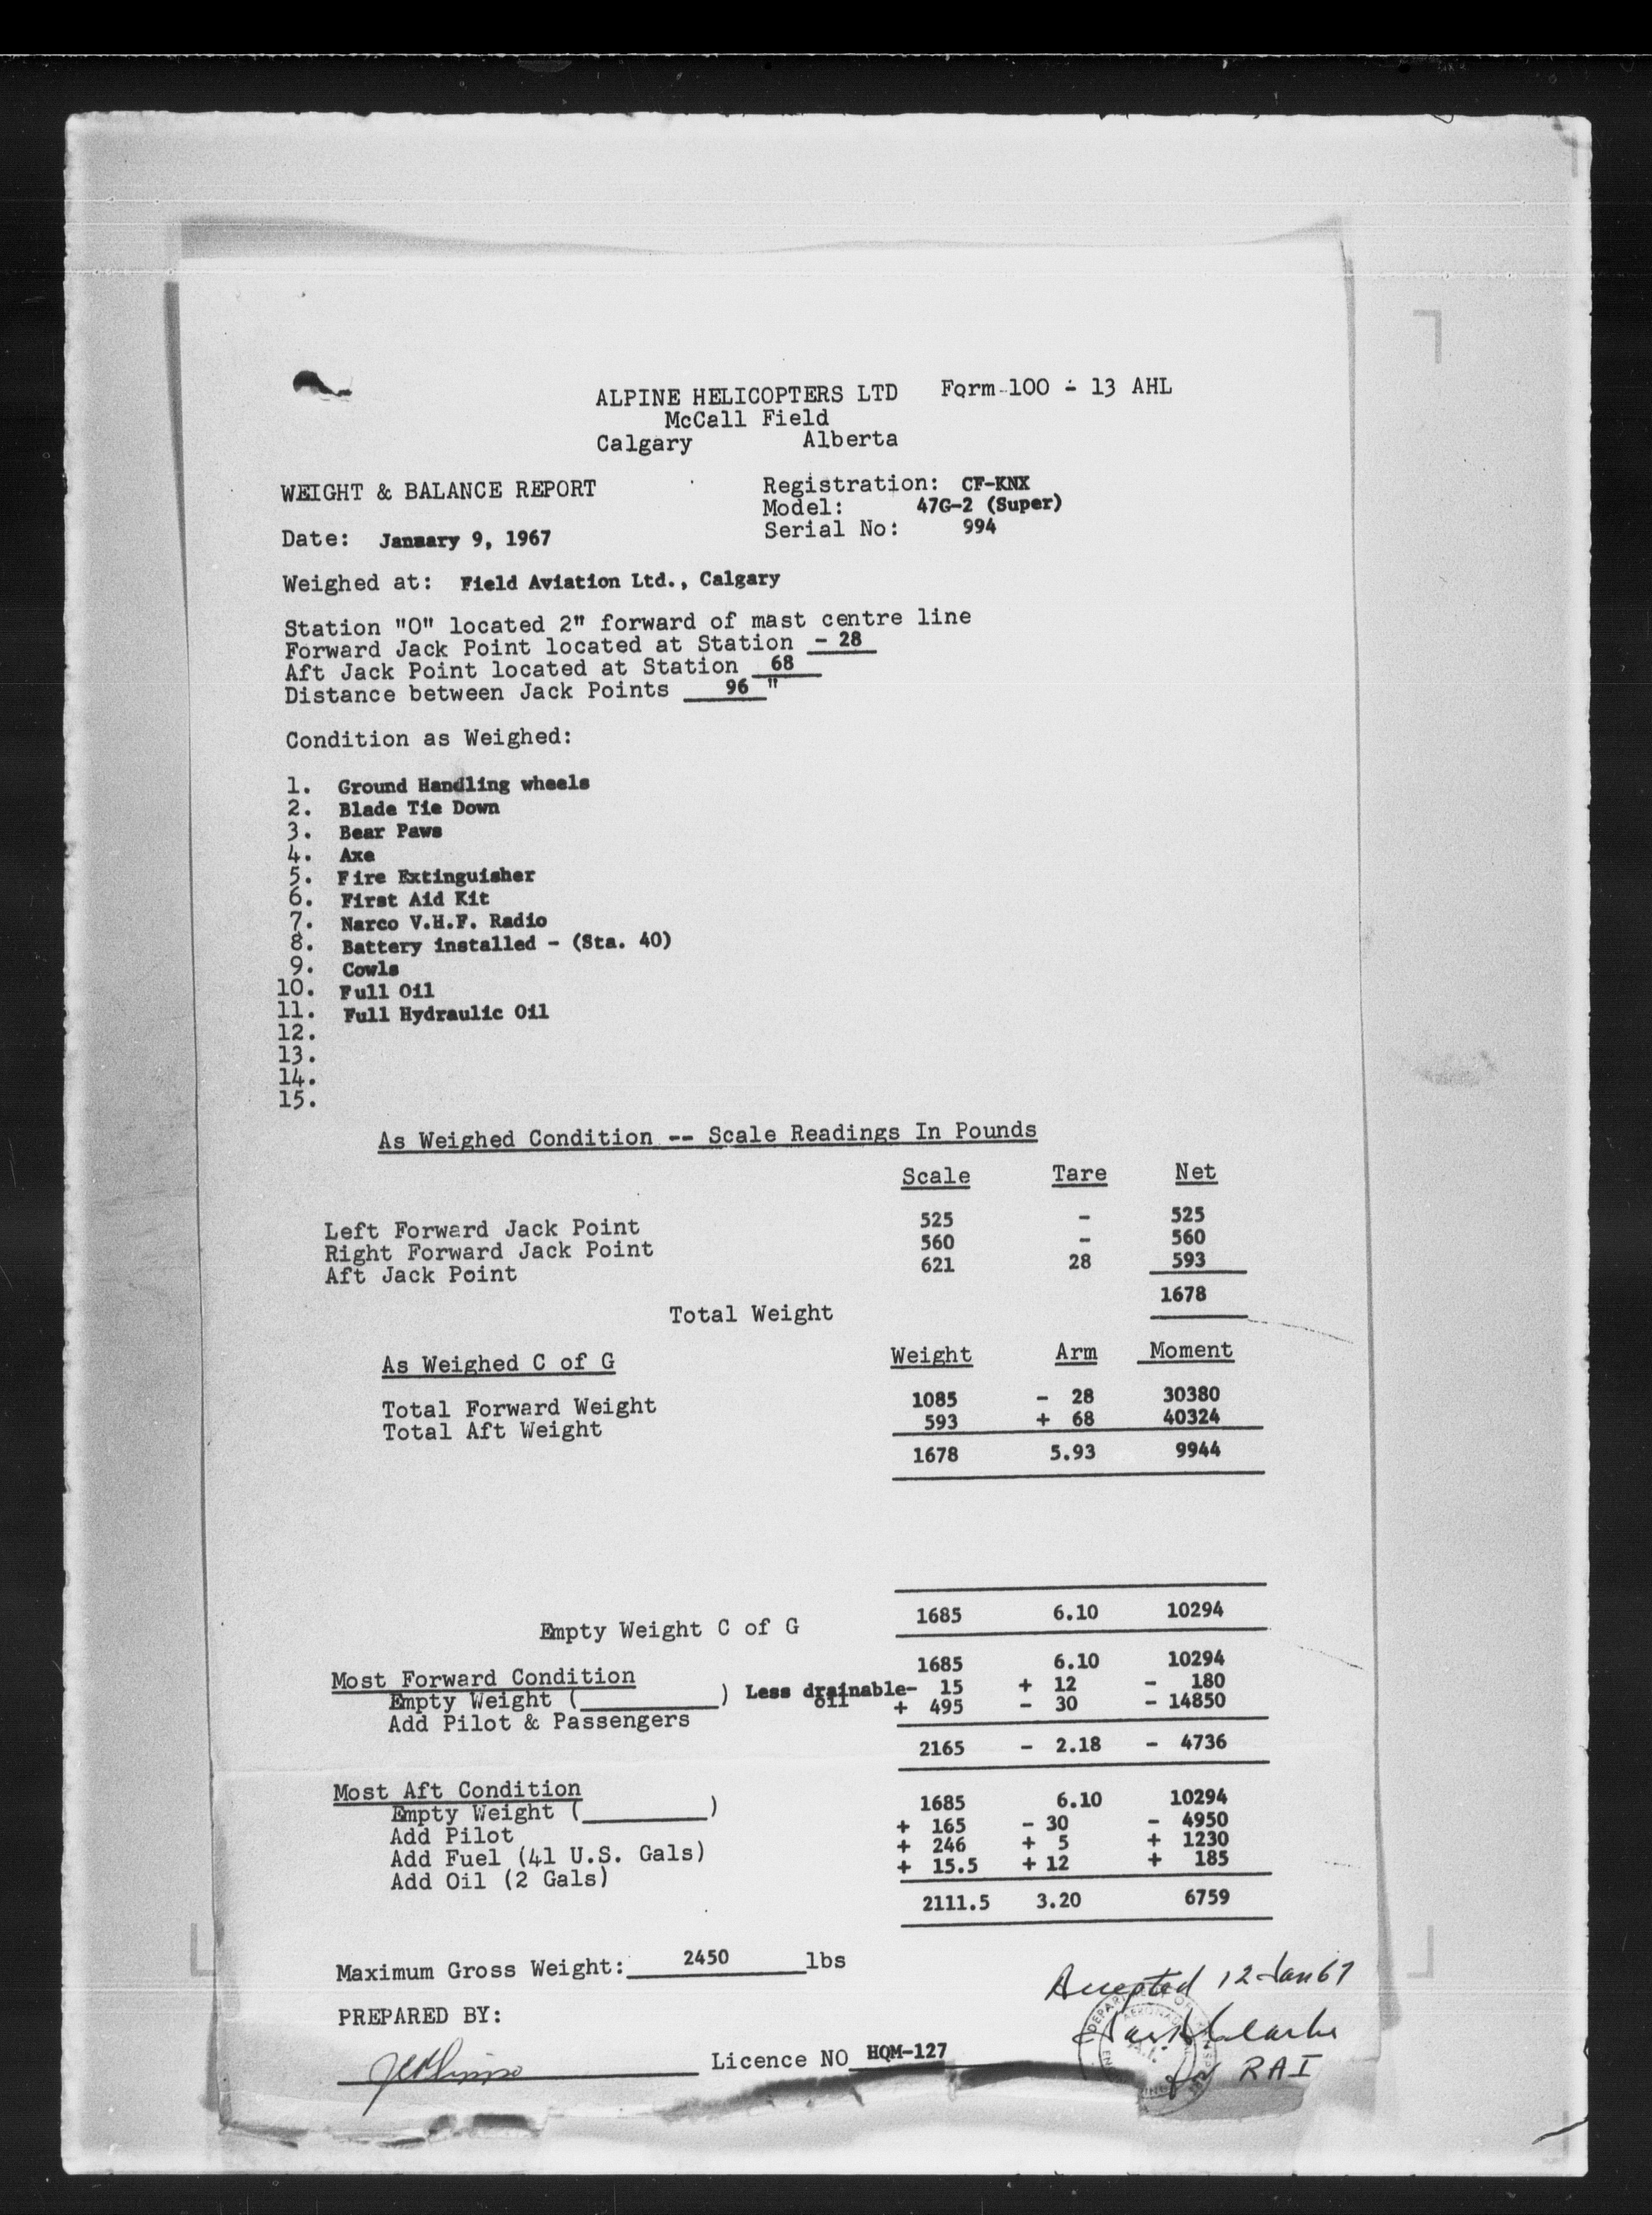 ALPINE HELICOPTERS LTD Form 100 - 13 AHL
McCall Field
Calgary Alberta
WEIGHT & BALANCE REPORT
Registration: CF-KNX
Model: 47G-2 (Super)
Serial No: 994
Date: January 9, 1967
Weighed at: Field Aviation Ltd., Calgary
Station "O" located 2" forward of mast centre line
Forward Jack Point located at Station - 28
Aft Jack Point located at Station 68
Distance between Jack Points 96 "
Condition as Weighed:
1. Ground Handling wheels
2. Blade Tie Down
3. Bear Paws
4. Axe
5. Fire Extinguisher
6. First Aid Kit
7. Narco V.H.F. Radio
8. Battery installed - (Sta. 40)
9. Cowls
10. Full Oil
11. Full Hydraulic Oil
12.
13.
14.
15.
As Weighed Condition -- Scale Readings In Pounds
Scale Tare Net
Left Forward Jack Point 525 - 525
Right Forward Jack Point 560 - 560
Aft Jack Point 621 28 593
Total Weight 1678
As Weighed C of G Weight Arm Moment
Total Forward Weight 1085 - 28 30380
Total Aft Weight 593 + 68 40324
1678 5.93 9944
Empty Weight C of G 1685 6.10 10294
Most Forward Condition 1685 6.10 10294
Empty Weight ( ) Less drainable oil - 15 + 12 - 180
Add Pilot & Passengers + 495 - 30 - 14850
2165 - 2.18 - 4736
Most Aft Condition
Empty Weight ( ) 1685 6.10 10294
Add Pilot + 165 - 30 - 4950
Add Fuel (41 U.S. Gals) + 246 + 5 + 1230
Add Oil (2 Gals) + 15.5 + 12 + 185
2111.5 3.20 6759
Maximum Gross Weight: 2450 lbs
Accepted 12 Jan 67
PREPARED BY:
Licence NO HQM-127
for RAI